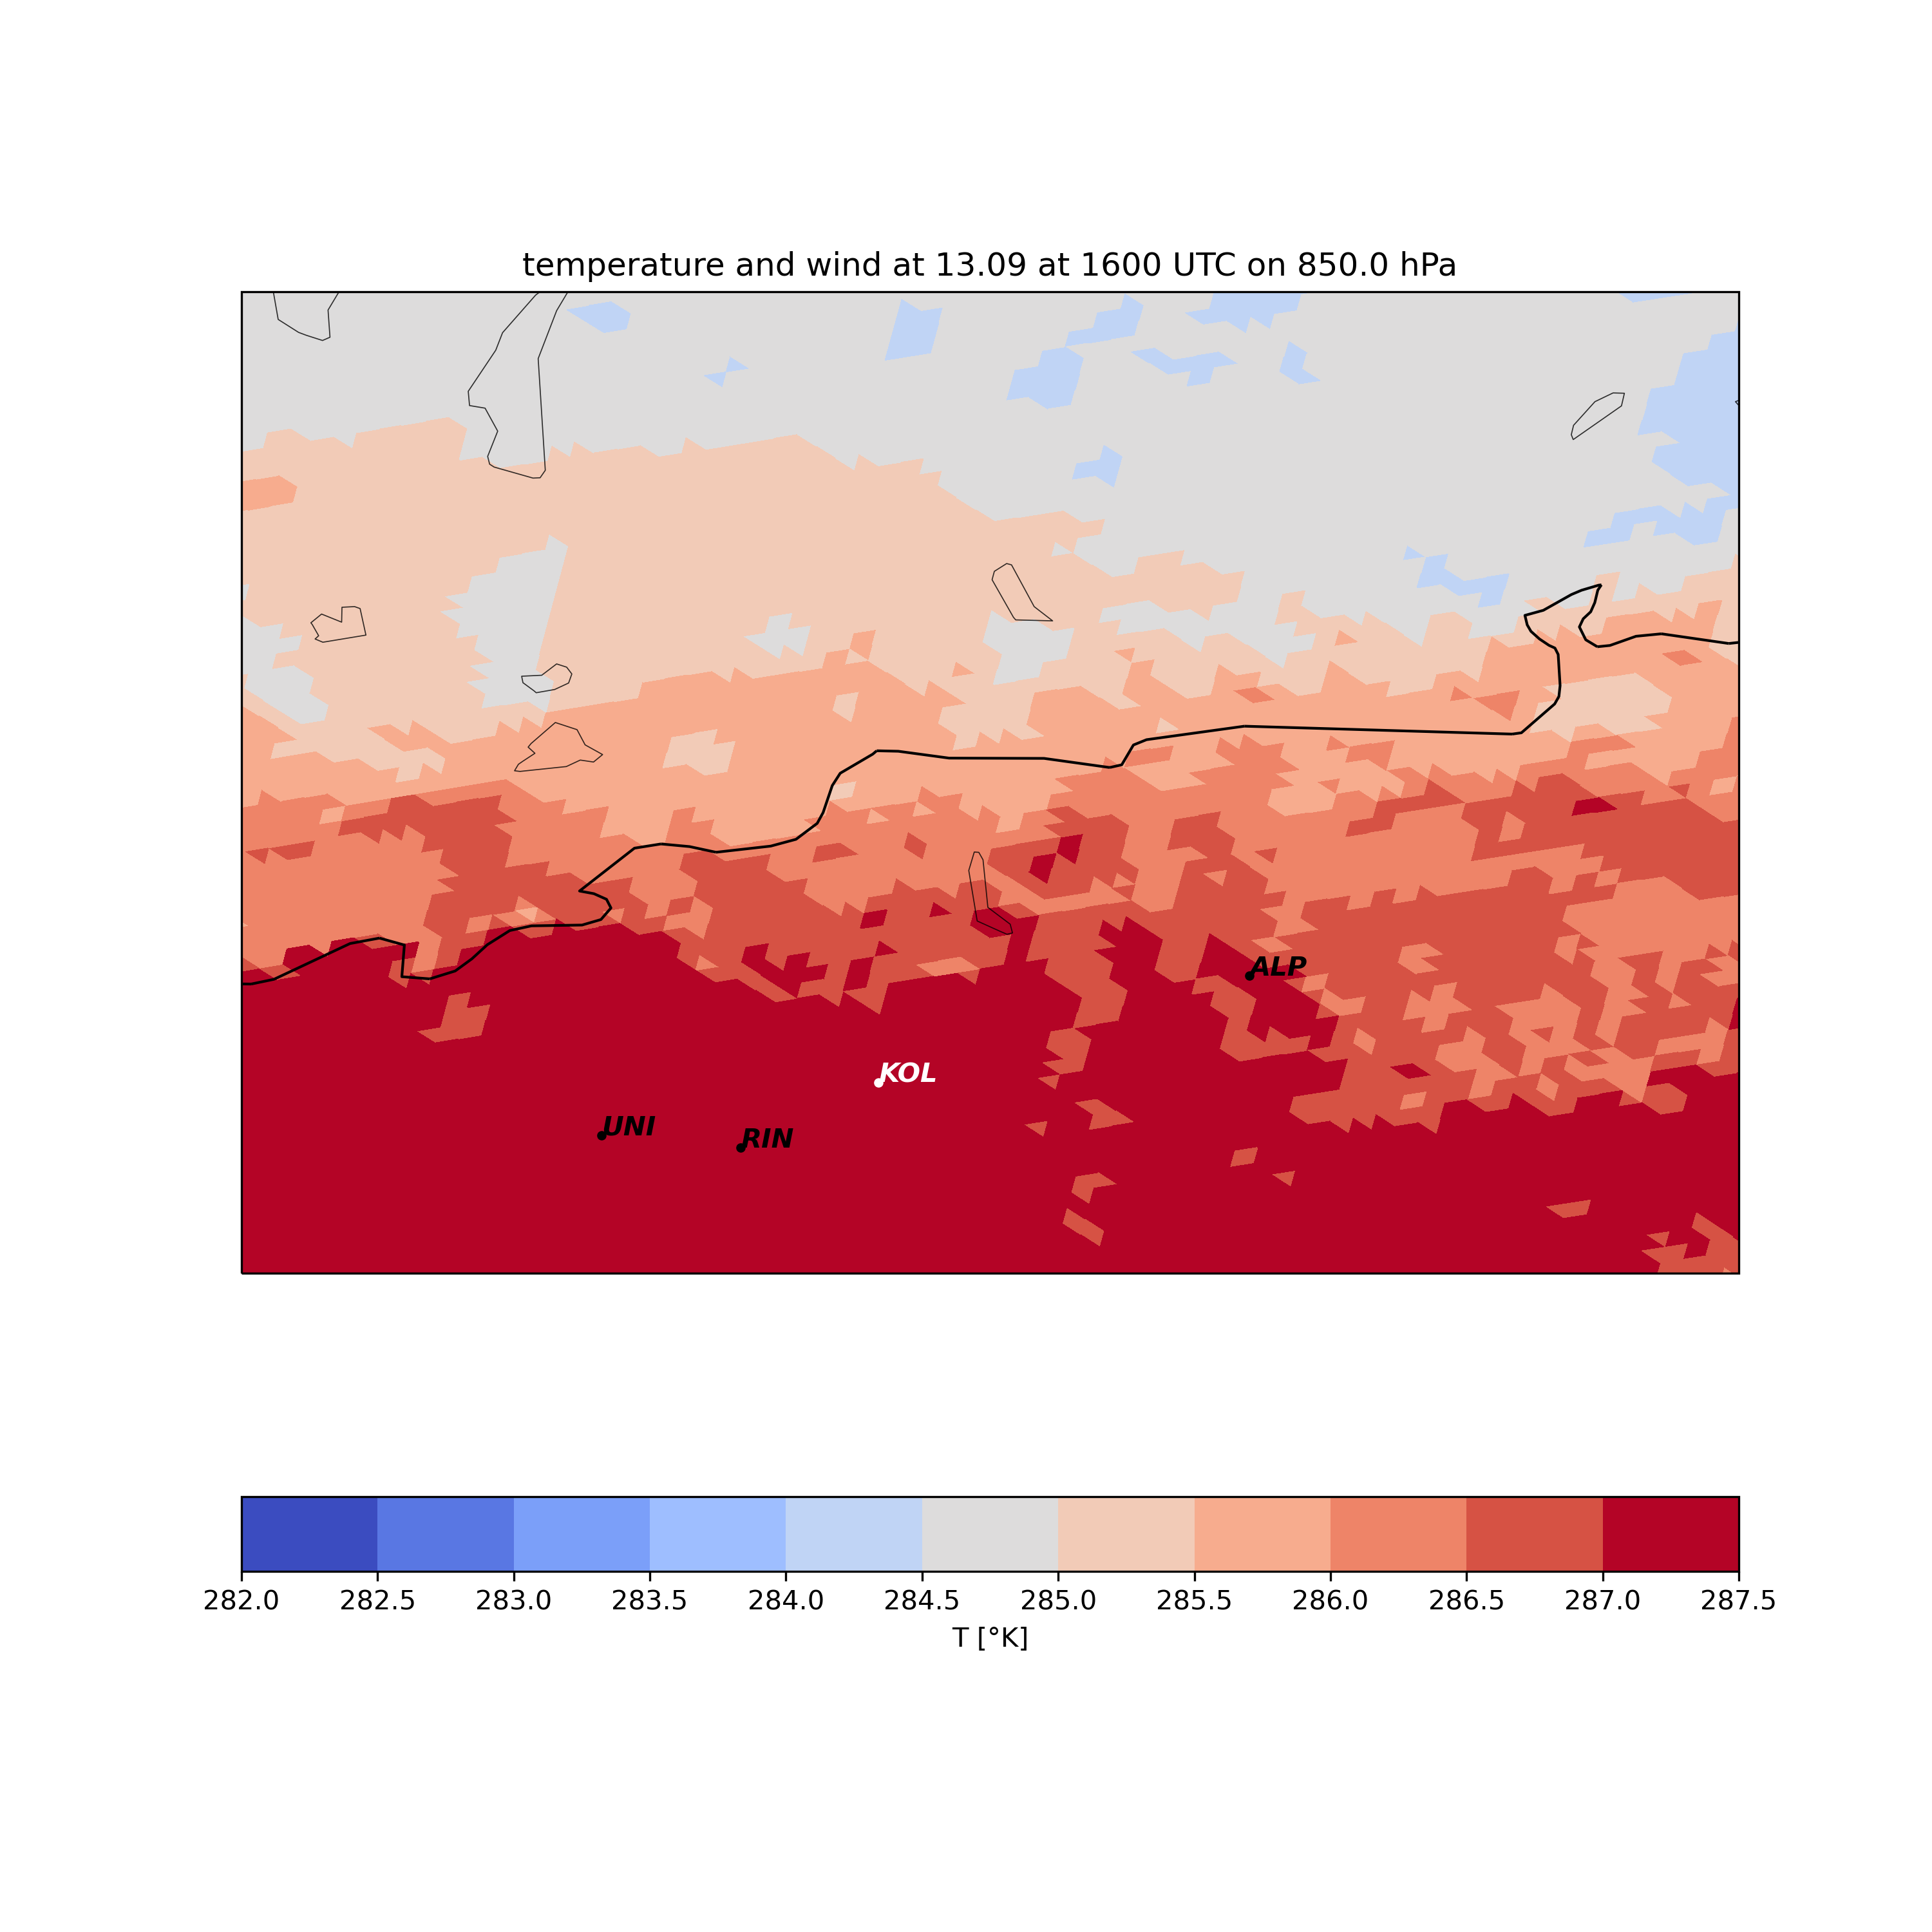 temperature and wind at 13.09 at 1600 UTC on 850.0 hPa
ALP
KOL
UNI
RIN
282.0 282.5 283.0 283.5 284.0 284.5 285.0 285.5 286.0 286.5 287.0 287.5
T [°K]